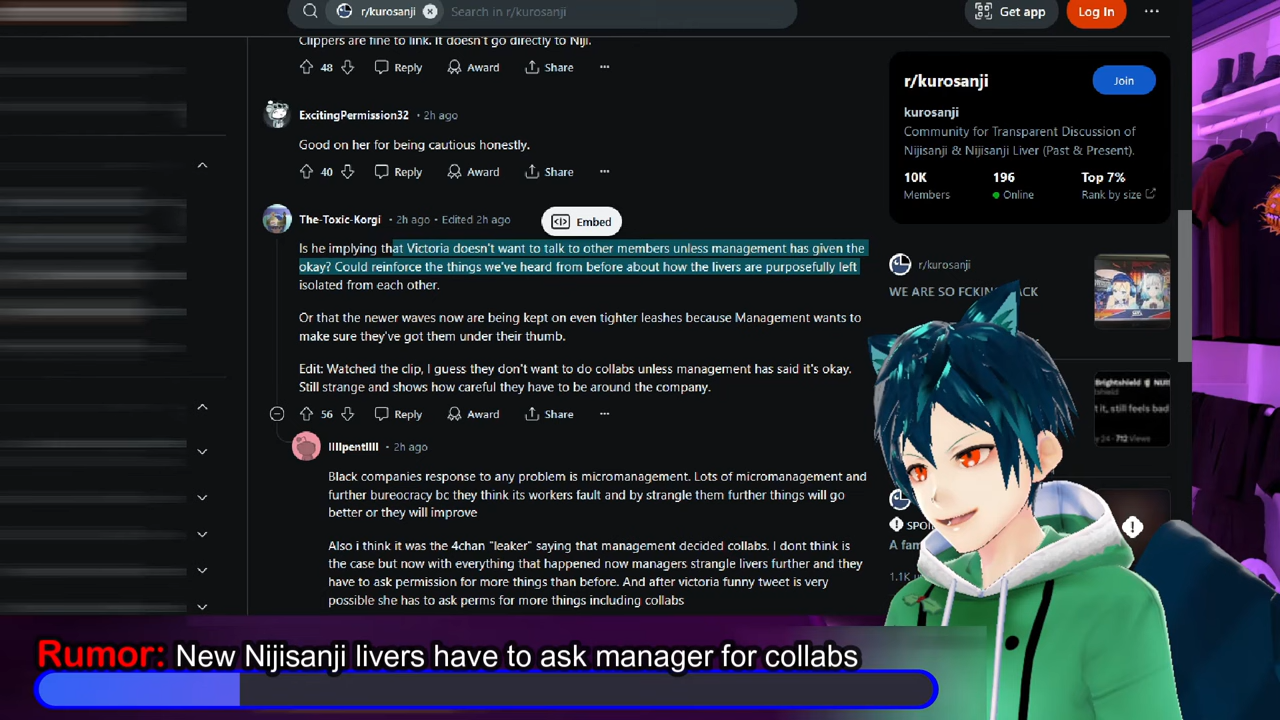 r/kurosanji
Search in r/kurosanji
Get app
Log In
Clippers are fine to link. It doesn't go directly to Niji.
48 Reply Award Share
ExcitingPermission32 • 2h ago
Good on her for being cautious honestly.
40 Reply Award Share
The-Toxic-Korgi • 2h ago • Edited 2h ago
Embed
Is he implying that Victoria doesn't want to talk to other members unless management has given the
okay? Could reinforce the things we've heard from before about how the livers are purposefully left
isolated from each other.
Or that the newer waves now are being kept on even tighter leashes because Management wants to
make sure they've got them under their thumb.
Edit: Watched the clip, I guess they don't want to do collabs unless management has said it's okay.
Still strange and shows how careful they have to be around the company.
56 Reply Award Share
IIIIpentIIII • 2h ago
Black companies response to any problem is micromanagement. Lots of micromanagement and
further bureocracy bc they think its workers fault and by strangle them further things will go
better or they will improve
Also i think it was the 4chan "leaker" saying that management decided collabs. I dont think is
the case but now with everything that happened now managers strangle livers further and they
have to ask permission for more things than before. And after victoria funny tweet is very
possible she has to ask perms for more things including collabs
r/kurosanji
Join
kurosanji
Community for Transparent Discussion of
Nijisanji & Nijisanji Liver (Past & Present).
10K 196 Top 7%
Members Online Rank by size
r/kurosanji
WE ARE SO FCKIN
ACK
it, still feels bad
SPOI
A fam
Rumor: New Nijisanji livers have to ask manager for collabs